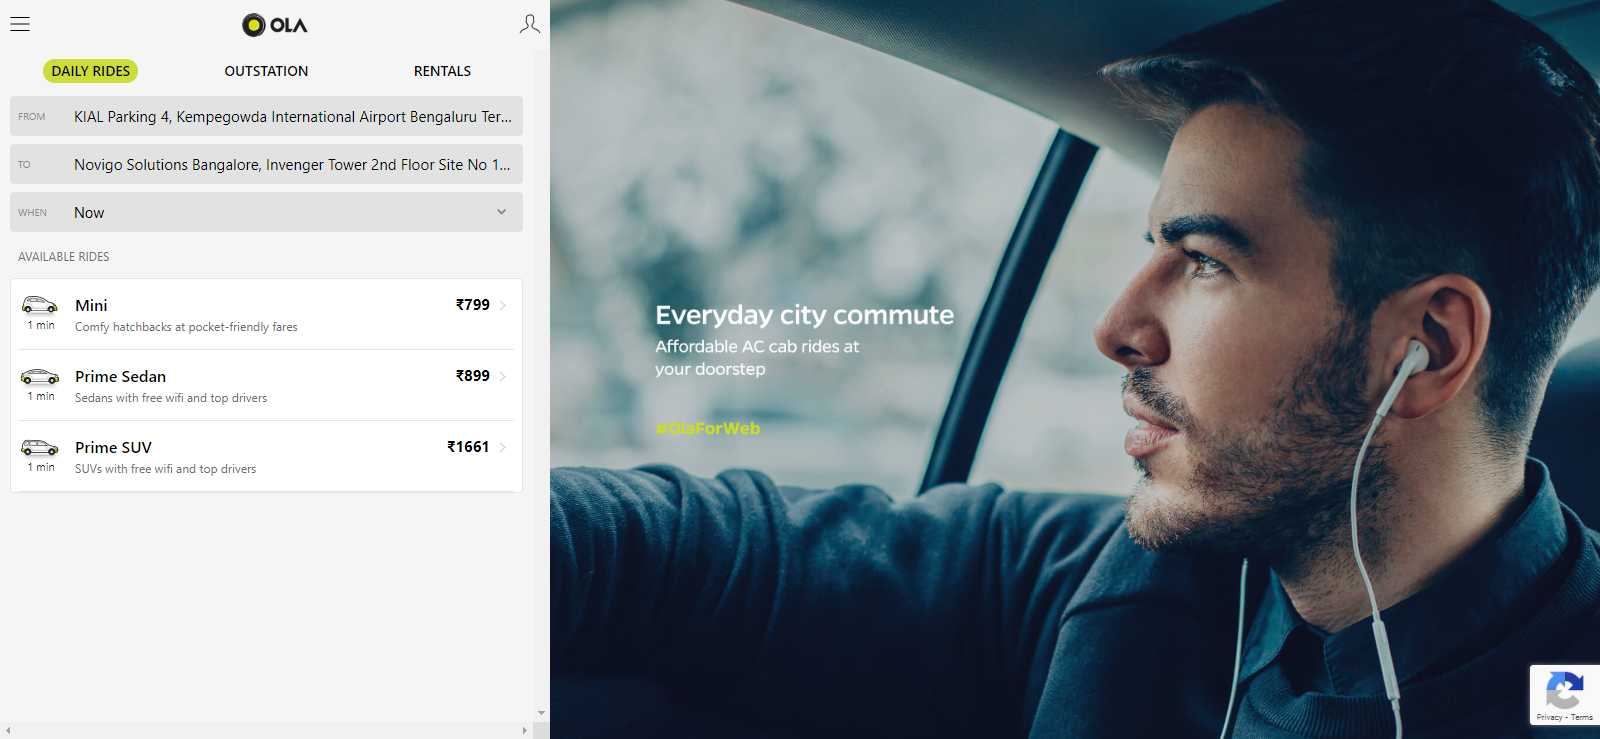 OLA
DAILY RIDES
OUTSTATION
RENTALS
FROM
KIAL Parking 4, Kempegowda International Airport Bengaluru Ter...
TO
Novigo Solutions Bangalore, Invenger Tower 2nd Floor Site No 1...
WHEN
Now
AVAILABLE RIDES
Mini
₹799
1 min
Comfy hatchbacks at pocket-friendly fares
Prime Sedan
₹899
1 min
Sedans with free wifi and top drivers
Prime SUV
₹1661
1 min
SUVs with free wifi and top drivers
Everyday city commute
Affordable AC cab rides at
your doorstep
#OlaForWeb
Privacy - Terms